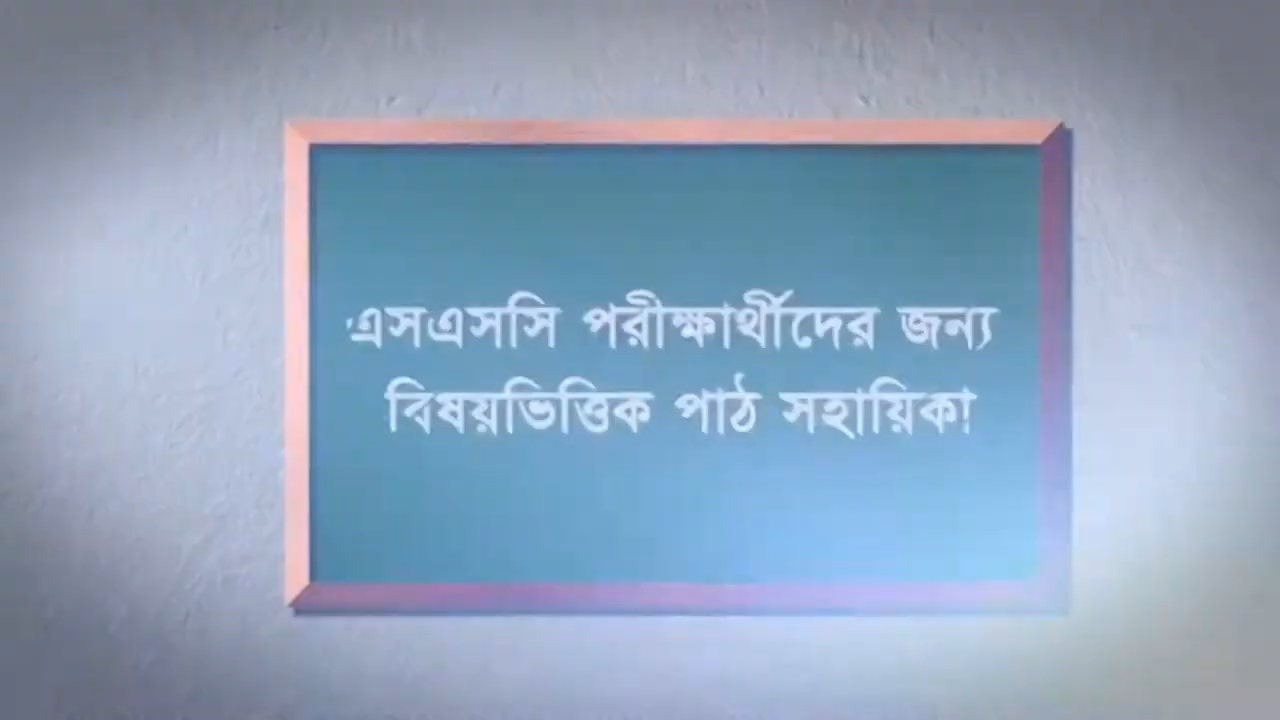 এসএসসি পরীক্ষার্থীদের জন্য
বিষয়ভিত্তিক পাঠ সহায়িকা